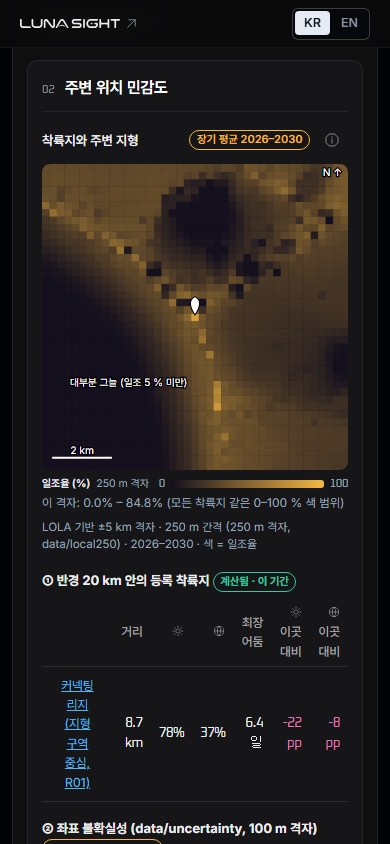 LUNA SIGHT ↗
KR EN
02 주변 위치 민감도
착륙지와 주변 지형 장기 평균 2026–2030 ⓘ
N↑
대부분 그늘 (일조 5 % 미만)
2 km
일조율 (%) 250 m 격자 0 100
이 격자: 0.0% – 84.8% (모든 착륙지 같은 0–100 % 색 범위)
LOLA 기반 ±5 km 격자 · 250 m 간격 (250 m 격자,
data/local250) · 2026–2030 · 색 = 일조율
① 반경 20 km 안의 등록 착륙지 계산됨 · 이 기간
거리 최장 어둠 이곳 대비 이곳 대비
커넥팅
리지
(지형
구역
중심,
R01)
8.7 km 78% 37% 6.4 일 -22 pp -8 pp
② 좌표 불확실성 (data/uncertainty, 100 m 격자)